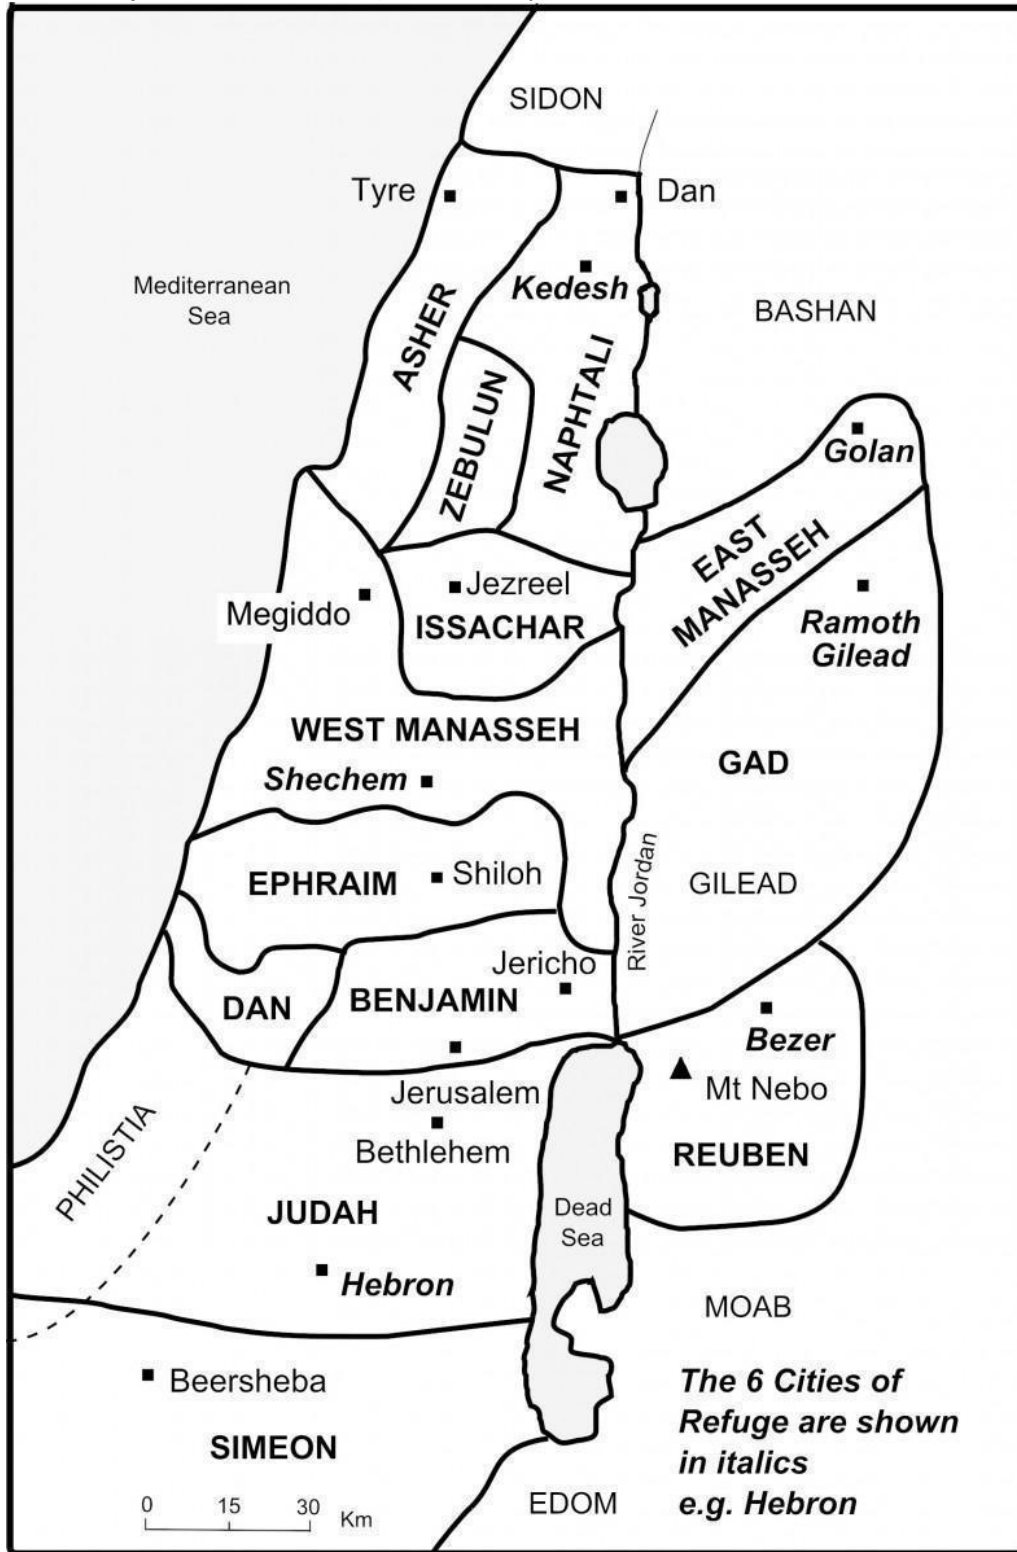 SIDON
Tyre
Dan
Kedesh
Mediterranean
Sea
BASHAN
ASHER
NAPHTALI
ZEBULUN
Golan
EAST
MANASSEH
Jezreel
Megiddo
ISSACHAR
Ramoth
Gilead
WEST MANASSEH
Shechem
GAD
EPHRAIM
Shiloh
River Jordan
GILEAD
Jericho
DAN
BENJAMIN
Bezer
Mt Nebo
Jerusalem
Bethlehem
PHILISTIA
REUBEN
JUDAH
Dead
Sea
Hebron
MOAB
Beersheba
SIMEON
The 6 Cities of
Refuge are shown
in italics
e.g. Hebron
EDOM
0 15 30
Km